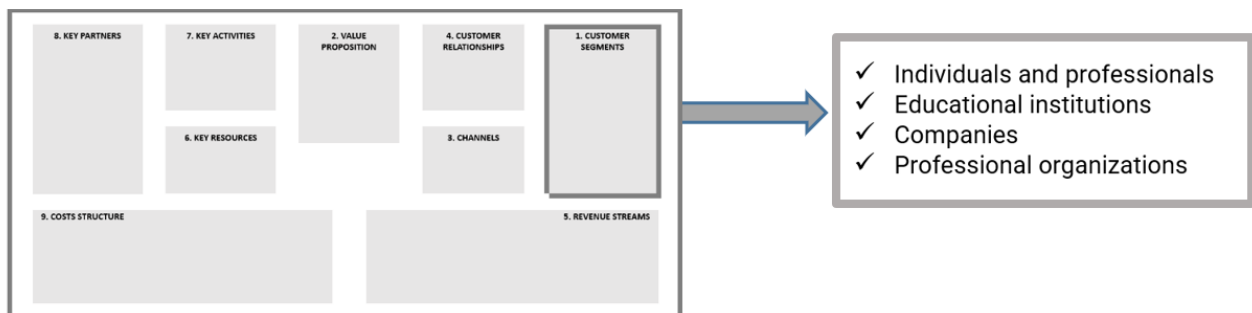 8. KEY PARTNERS
7. KEY ACTIVITIES
2. VALUE
PROPOSITION
4. CUSTOMER
RELATIONSHIPS
1. CUSTOMER
SEGMENTS
6. KEY RESOURCES
3. CHANNELS
9. COSTS STRUCTURE
5. REVENUE STREAMS
✓ Individuals and professionals
✓ Educational institutions
✓ Companies
✓ Professional organizations